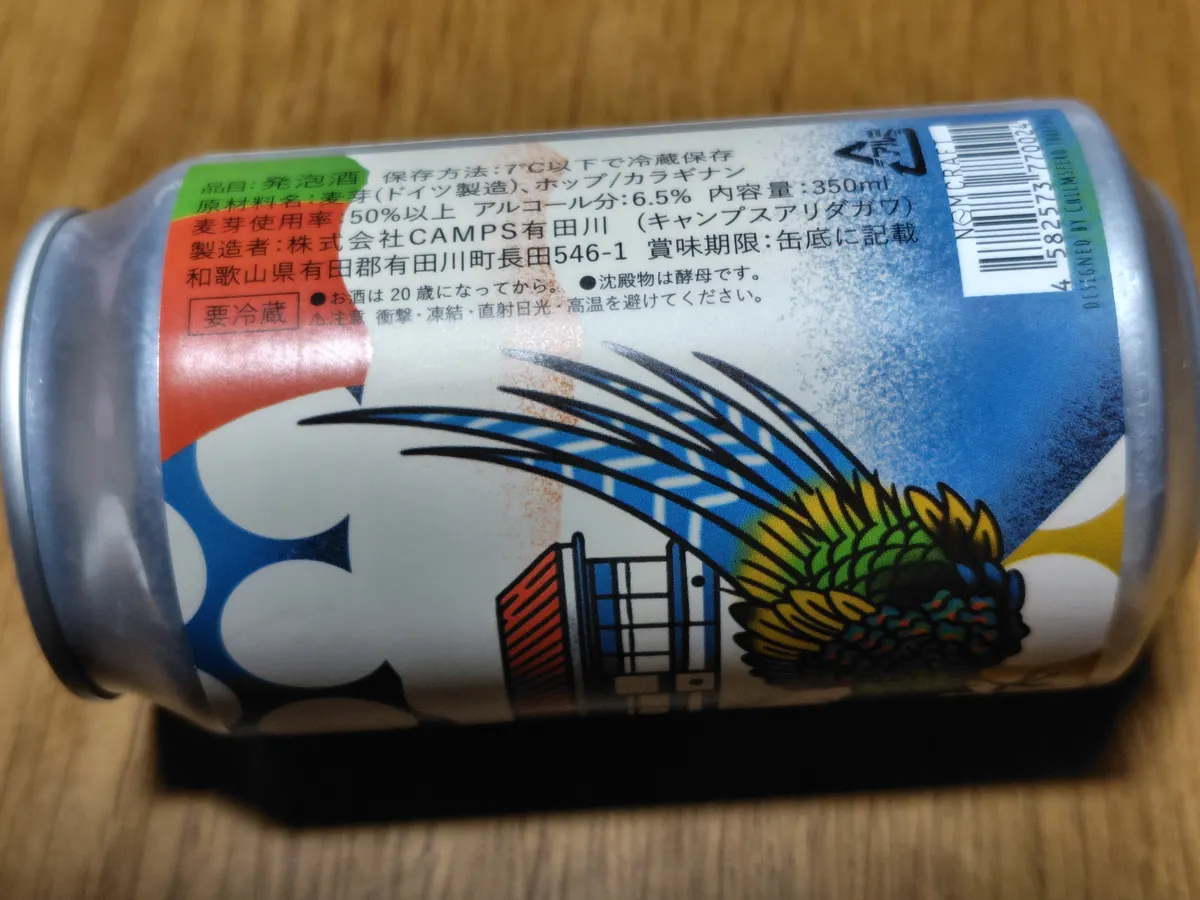 品目:発泡酒 保存方法:7℃以下で冷蔵保存
原材料名:麦芽(ドイツ製造)、ホップ/カラギナン
麦芽使用率:50%以上 アルコール分:6.5% 内容量:350ml
製造者:株式会社CAMPS有田川 (キャンプスアリダガワ)
和歌山県有田郡有田川町長田546-1 賞味期限:缶底に記載
要冷蔵
●お酒は20歳になってから。 ●沈殿物は酵母です。
⚠注意 衝撃・凍結・直射日光・高温を避けてください。
アルミ
NOMCRAFT
4 582573 770024
DESIGNED BY